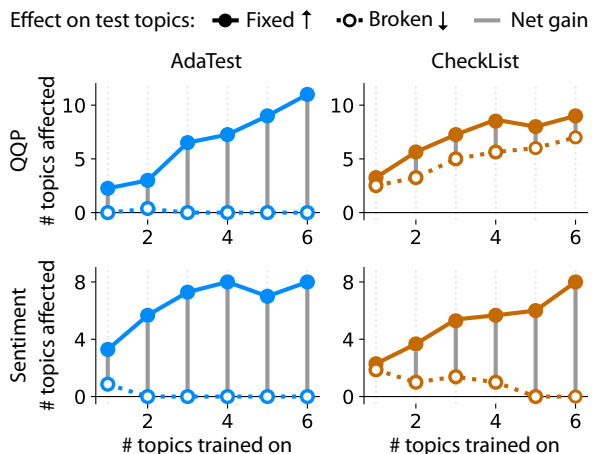 Effect on test topics: Fixed ↑ Broken ↓ Net gain
AdaTest
CheckList
QQP
# topics affected
10
5
0
2
4
6
10
5
0
2
4
6
Sentiment
# topics affected
8
4
0
2
4
6
# topics trained on
8
4
0
2
4
6
# topics trained on